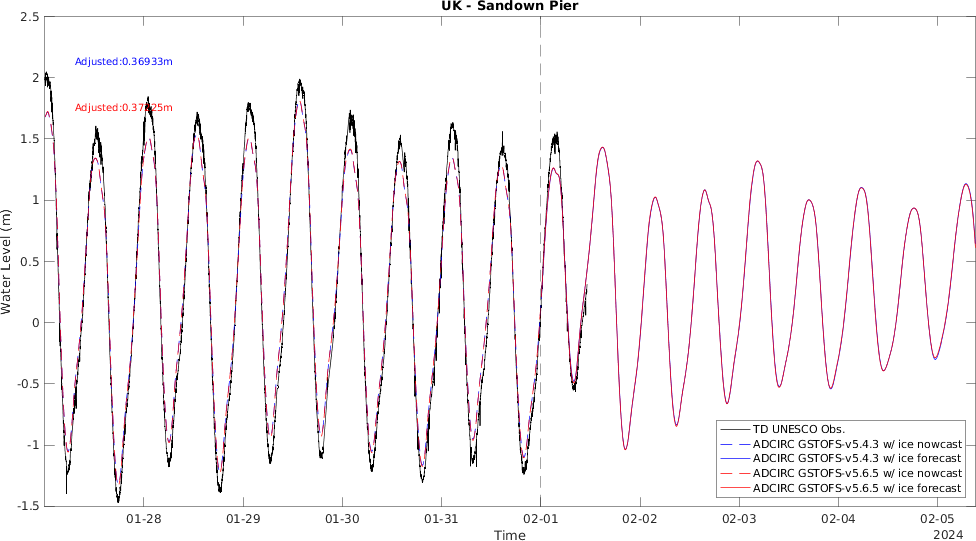 UK - Sandown Pier
2.5
2
1.5
1
0.5
0
-0.5
-1
-1.5
Water Level (m)
Adjusted:0.36933m
TD UNESCO Obs.
ADCIRC GSTOFS-v5.4.3 w/ ice nowcast
ADCIRC GSTOFS-v5.4.3 w/ ice forecast
ADCIRC GSTOFS-v5.6.5 w/ ice nowcast
ADCIRC GSTOFS-v5.6.5 w/ ice forecast
01-28 01-29 01-30 01-31 02-01 02-02 02-03 02-04 02-05
Time
2024